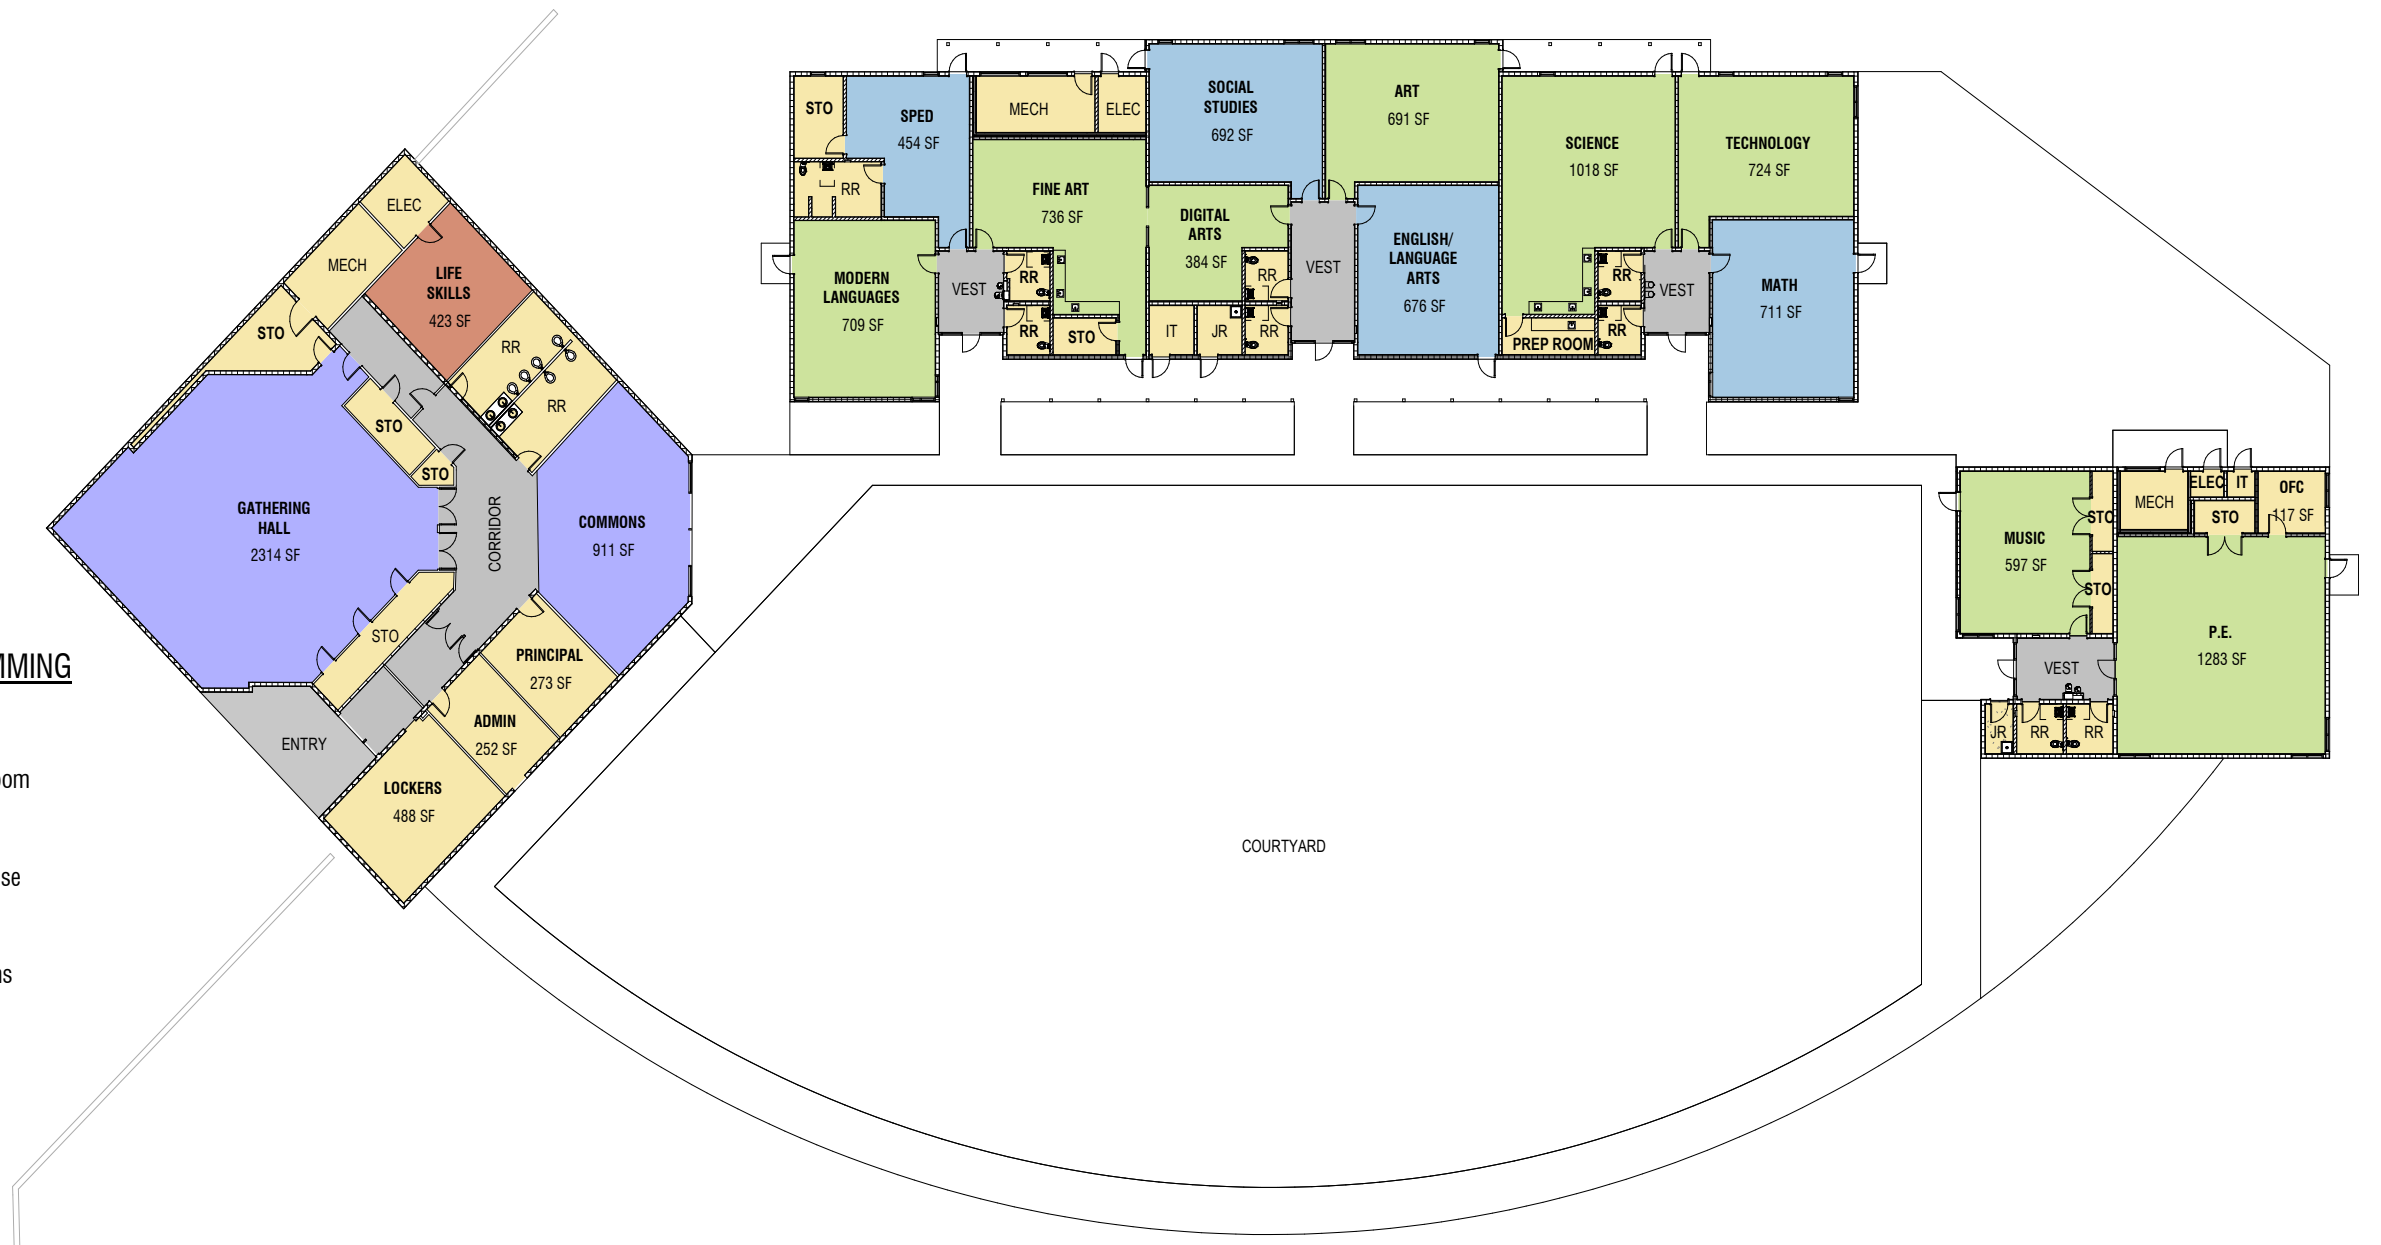 ELEC
MECH
LIFE
SKILLS
423 SF
STO
RR
RR
STO
STO
GATHERING
HALL
2314 SF
CORRIDOR
COMMONS
911 SF
STO
PRINCIPAL
273 SF
ADMIN
252 SF
ENTRY
LOCKERS
488 SF
STO
SPED
454 SF
RR
MECH
ELEC
FINE ART
736 SF
MODERN
LANGUAGES
709 SF
VEST
RR
RR
STO
SOCIAL
STUDIES
692 SF
ART
691 SF
DIGITAL
ARTS
384 SF
RR
IT
JR
RR
VEST
ENGLISH/
LANGUAGE
ARTS
676 SF
SCIENCE
1018 SF
TECHNOLOGY
724 SF
RR
RR
PREP ROOM
VEST
MATH
711 SF
MUSIC
597 SF
STO
STO
MECH
ELEC
IT
STO
OFC
117 SF
P.E.
1283 SF
VEST
JR
RR
RR
COURTYARD